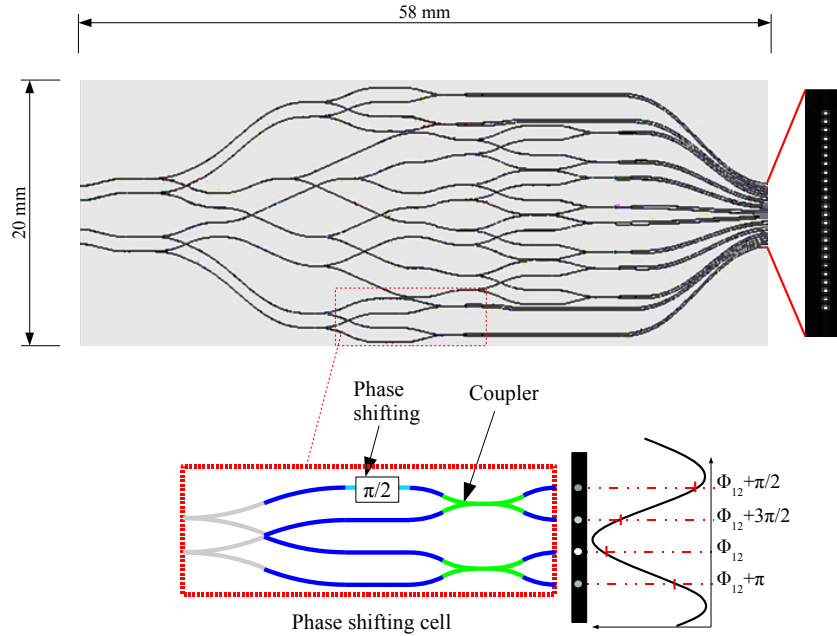 58 mm
20 mm
Phase
shifting
Coupler
π/2
Φ12+π/2
Φ12+3π/2
Φ12
Φ12+π
Phase shifting cell